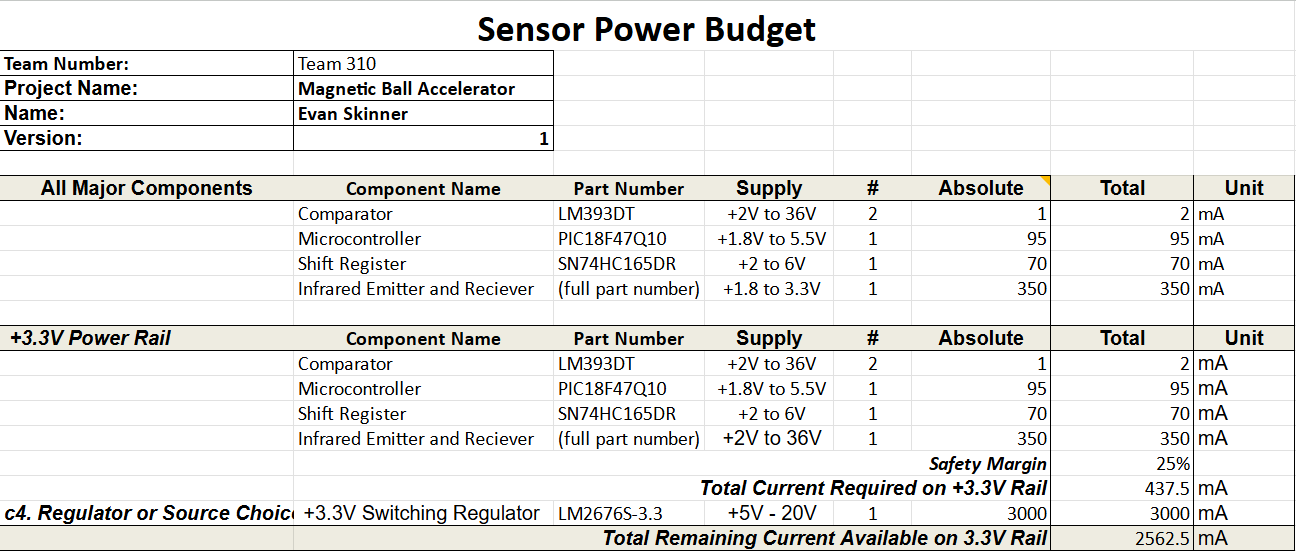 Sensor Power Budget
Team Number: Team 310
Project Name: Magnetic Ball Accelerator
Name: Evan Skinner
Version: 1
All Major Components Component Name Part Number Supply # Absolute Total Unit
Comparator LM393DT +2V to 36V 2 1 2 mA
Microcontroller PIC18F47Q10 +1.8V to 5.5V 1 95 95 mA
Shift Register SN74HC165DR +2 to 6V 1 70 70 mA
Infrared Emitter and Reciever (full part number) +1.8 to 3.3V 1 350 350 mA
+3.3V Power Rail Component Name Part Number Supply # Absolute Total Unit
Comparator LM393DT +2V to 36V 2 1 2 mA
Microcontroller PIC18F47Q10 +1.8V to 5.5V 1 95 95 mA
Shift Register SN74HC165DR +2 to 6V 1 70 70 mA
Infrared Emitter and Reciever (full part number) +2V to 36V 1 350 350 mA
Safety Margin 25%
Total Current Required on +3.3V Rail 437.5 mA
c4. Regulator or Source Choic +3.3V Switching Regulator LM2676S-3.3 +5V - 20V 1 3000 3000 mA
Total Remaining Current Available on 3.3V Rail 2562.5 mA